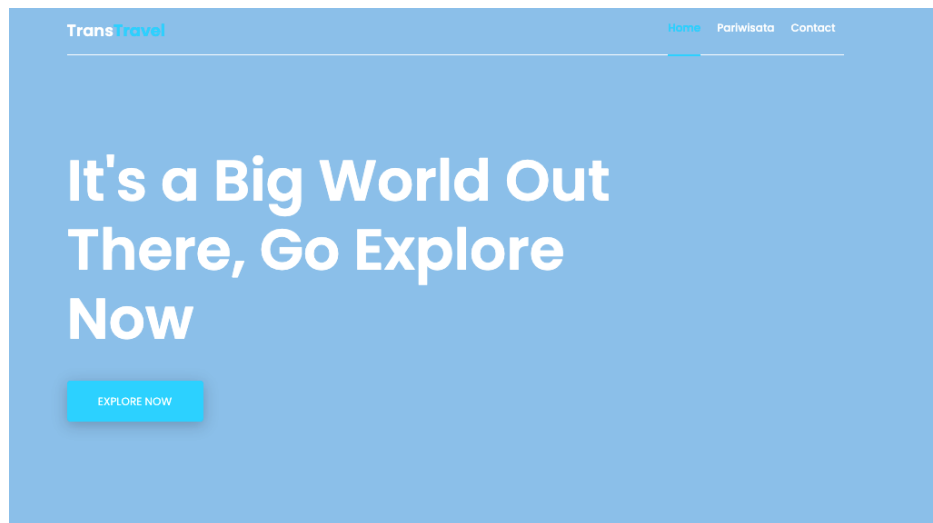 TransTravel
Home Pariwisata Contact
It's a Big World Out
There, Go Explore
Now
EXPLORE NOW